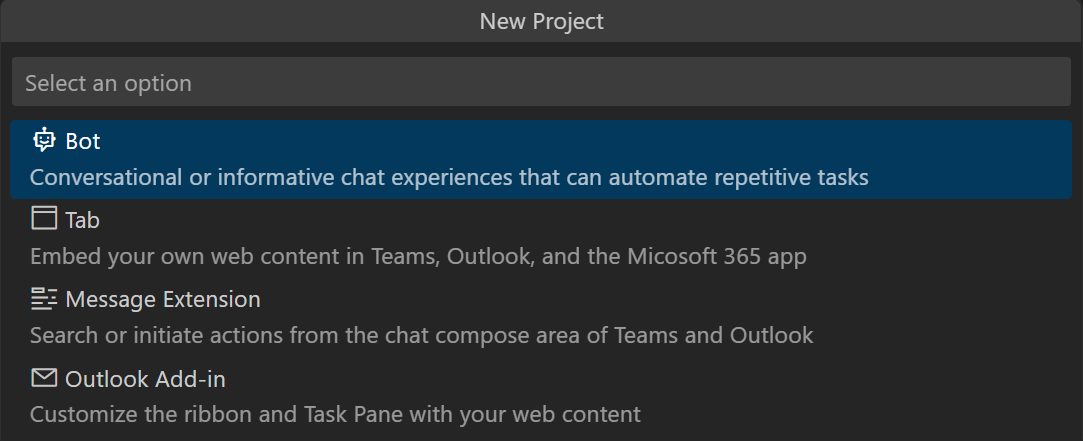 New Project
Select an option
Bot
Conversational or informative chat experiences that can automate repetitive tasks
Tab
Embed your own web content in Teams, Outlook, and the Micosoft 365 app
Message Extension
Search or initiate actions from the chat compose area of Teams and Outlook
Outlook Add-in
Customize the ribbon and Task Pane with your web content